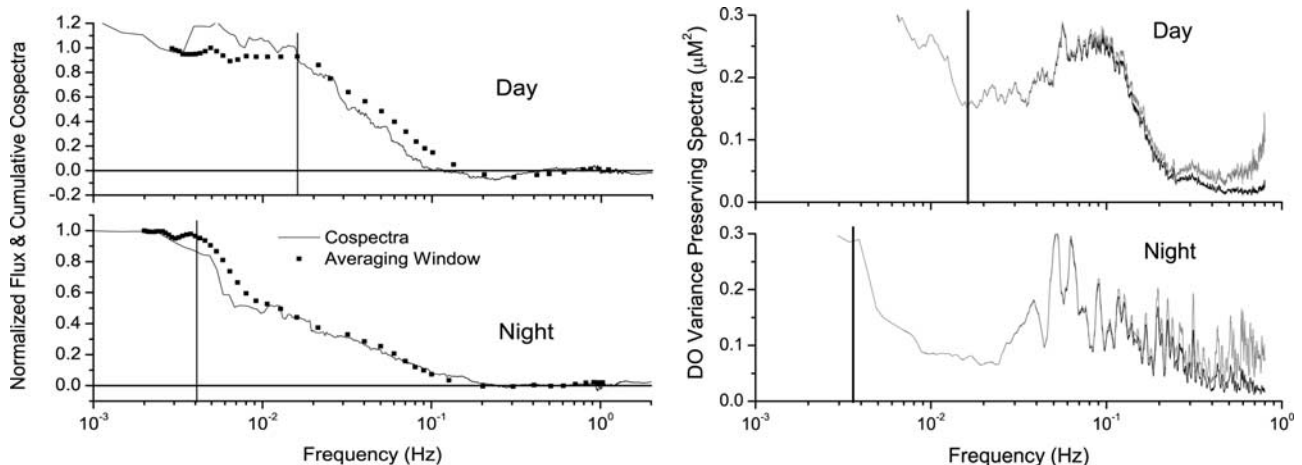 Normalized Flux & Cumulative Cospectra
1.2
1.0
0.8
0.6
0.4
0.2
0.0
-0.2
Day
1.0
0.8
0.6
0.4
0.2
0.0
Cospectra
Averaging Window
Night
10⁻³ 10⁻² 10⁻¹ 10⁰
Frequency (Hz)
DO Variance Preserving Spectra (μM²)
0.3
0.2
0.1
0.0
Day
0.3
0.2
0.1
0.0
Night
10⁻³ 10⁻² 10⁻¹ 10⁰
Frequency (Hz)